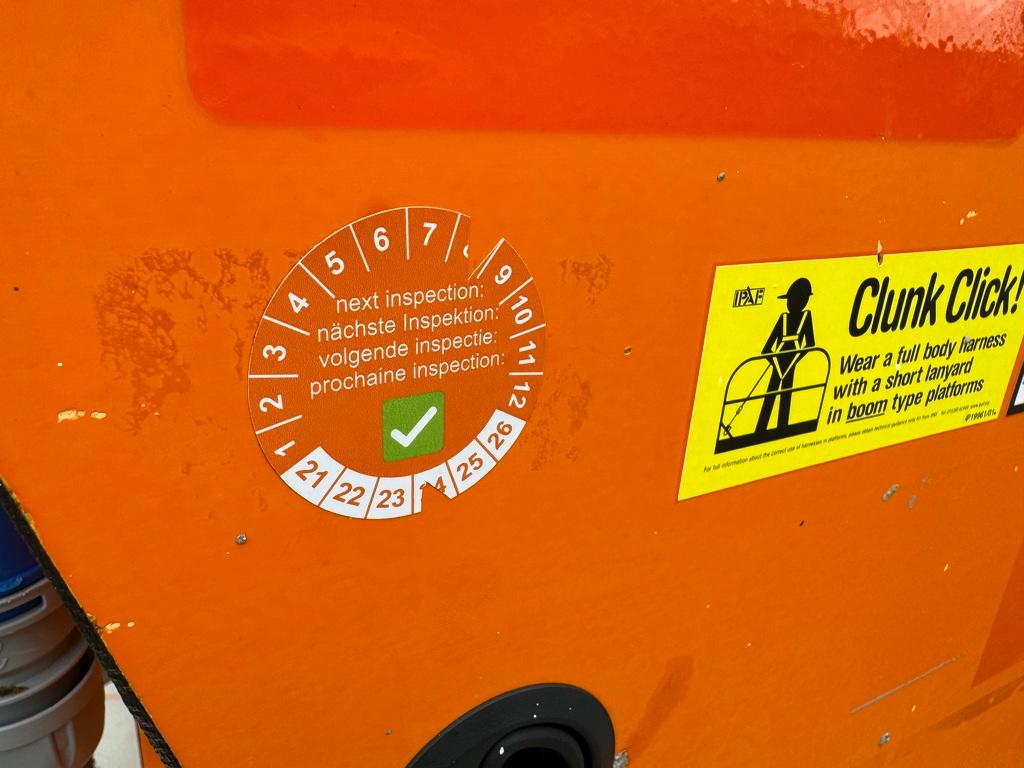 1 2 3 4 5 6 7 9 10 11 12
next inspection:
nächste Inspektion:
volgende inspectie:
prochaine inspection:
21 22 23 25 26
IPAF
Clunk Click!
Wear a full body harness
with a short lanyard
in boom type platforms